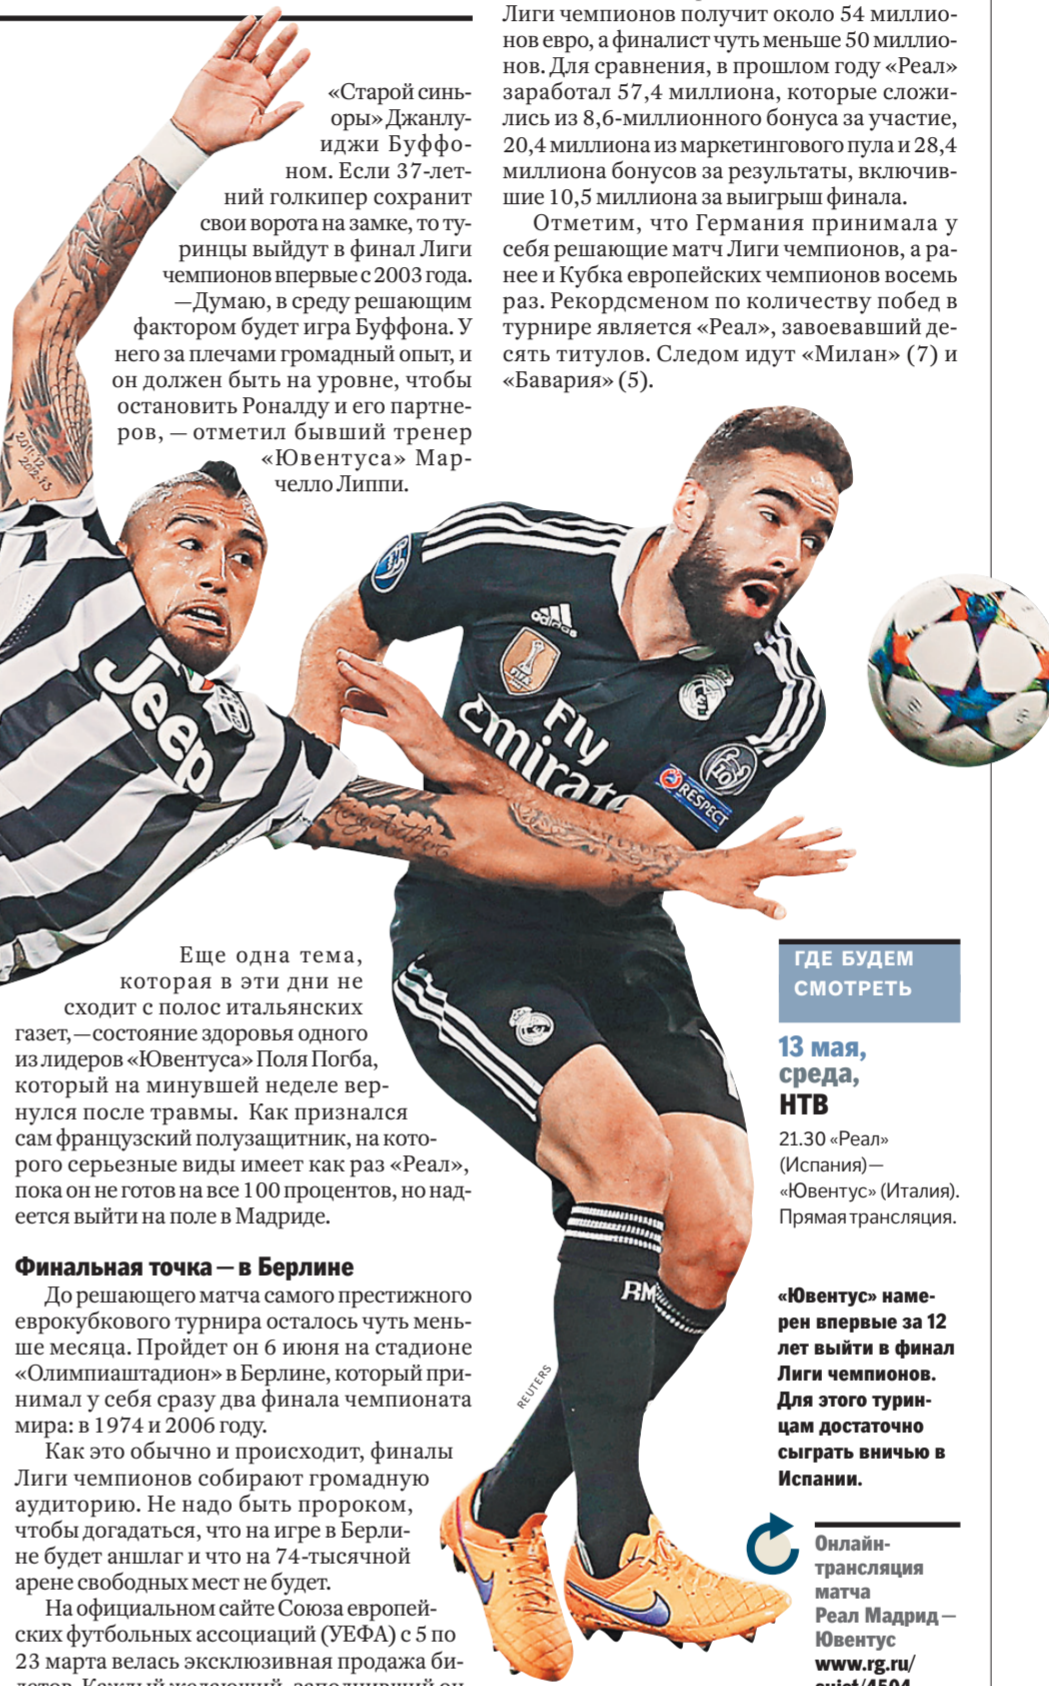 «Старой синь-
оры» Джанлу-
иджи Буффо-
ном. Если 37-лет-
ний голкипер сохранит
свои ворота на замке, то ту-
ринцы выйдут в финал Лиги
чемпионов впервые с 2003 года.
—Думаю, в среду решающим
фактором будет игра Буффона. У
него за плечами громадный опыт, и
он должен быть на уровне, чтобы
остановить Роналду и его партне-
ров, — отметил бывший тренер
«Ювентуса» Мар-
челло Липпи.
Еще одна тема,
которая в эти дни не
сходит с полос итальянских
газет,—состояние здоровья одного
из лидеров «Ювентуса» Поля Погба,
который на минувшей неделе вер-
нулся после травмы. Как признался
сам французский полузащитник, на кото-
рого серьезные виды имеет как раз «Реал»,
пока он не готов на все 100 процентов, но над-
еется выйти на поле в Мадриде.
Финальная точка — в Берлине
До решающего матча самого престижного
еврокубкового турнира осталось чуть мень-
ше месяца. Пройдет он 6 июня на стадионе
«Олимпиаштадион» в Берлине, который при-
нимал у себя сразу два финала чемпионата
мира: в 1974 и 2006 году.
Как это обычно и происходит, финалы
Лиги чемпионов собирают громадную
аудиторию. Не надо быть пророком,
чтобы догадаться, что на игре в Берли-
не будет аншлаг и что на 74-тысячной
арене свободных мест не будет.
На официальном сайте Союза европей-
ских футбольных ассоциаций (УЕФА) с 5 по
23 марта велась эксклюзивная продажа би-
Лиги чемпионов получит около 54 миллио-
нов евро, а финалист чуть меньше 50 миллио-
нов. Для сравнения, в прошлом году «Реал»
заработал 57,4 миллиона, которые сложи-
лись из 8,6-миллионного бонуса за участие,
20,4 миллиона из маркетингового пула и 28,4
миллиона бонусов за результаты, включив-
шие 10,5 миллиона за выигрыш финала.
Отметим, что Германия принимала у
себя решающие матч Лиги чемпионов, а ра-
нее и Кубка европейских чемпионов восемь
раз. Рекордсменом по количеству побед в
турнире является «Реал», завоевавший де-
сять титулов. Следом идут «Милан» (7) и
«Бавария» (5).
Jeep
adidas
FIFA
Fly
Emirate
10
RESPECT
RM
REUTERS
ГДЕ БУДЕМ
СМОТРЕТЬ
13 мая,
среда,
НТВ
21.30 «Реал»
(Испания)—
«Ювентус» (Италия).
Прямая трансляция.
«Ювентус» наме-
рен впервые за 12
лет выйти в финал
Лиги чемпионов.
Для этого турин-
цам достаточно
сыграть вничью в
Испании.
Онлайн-
трансляция
матча
Реал Мадрид —
Ювентус
www.rg.ru/